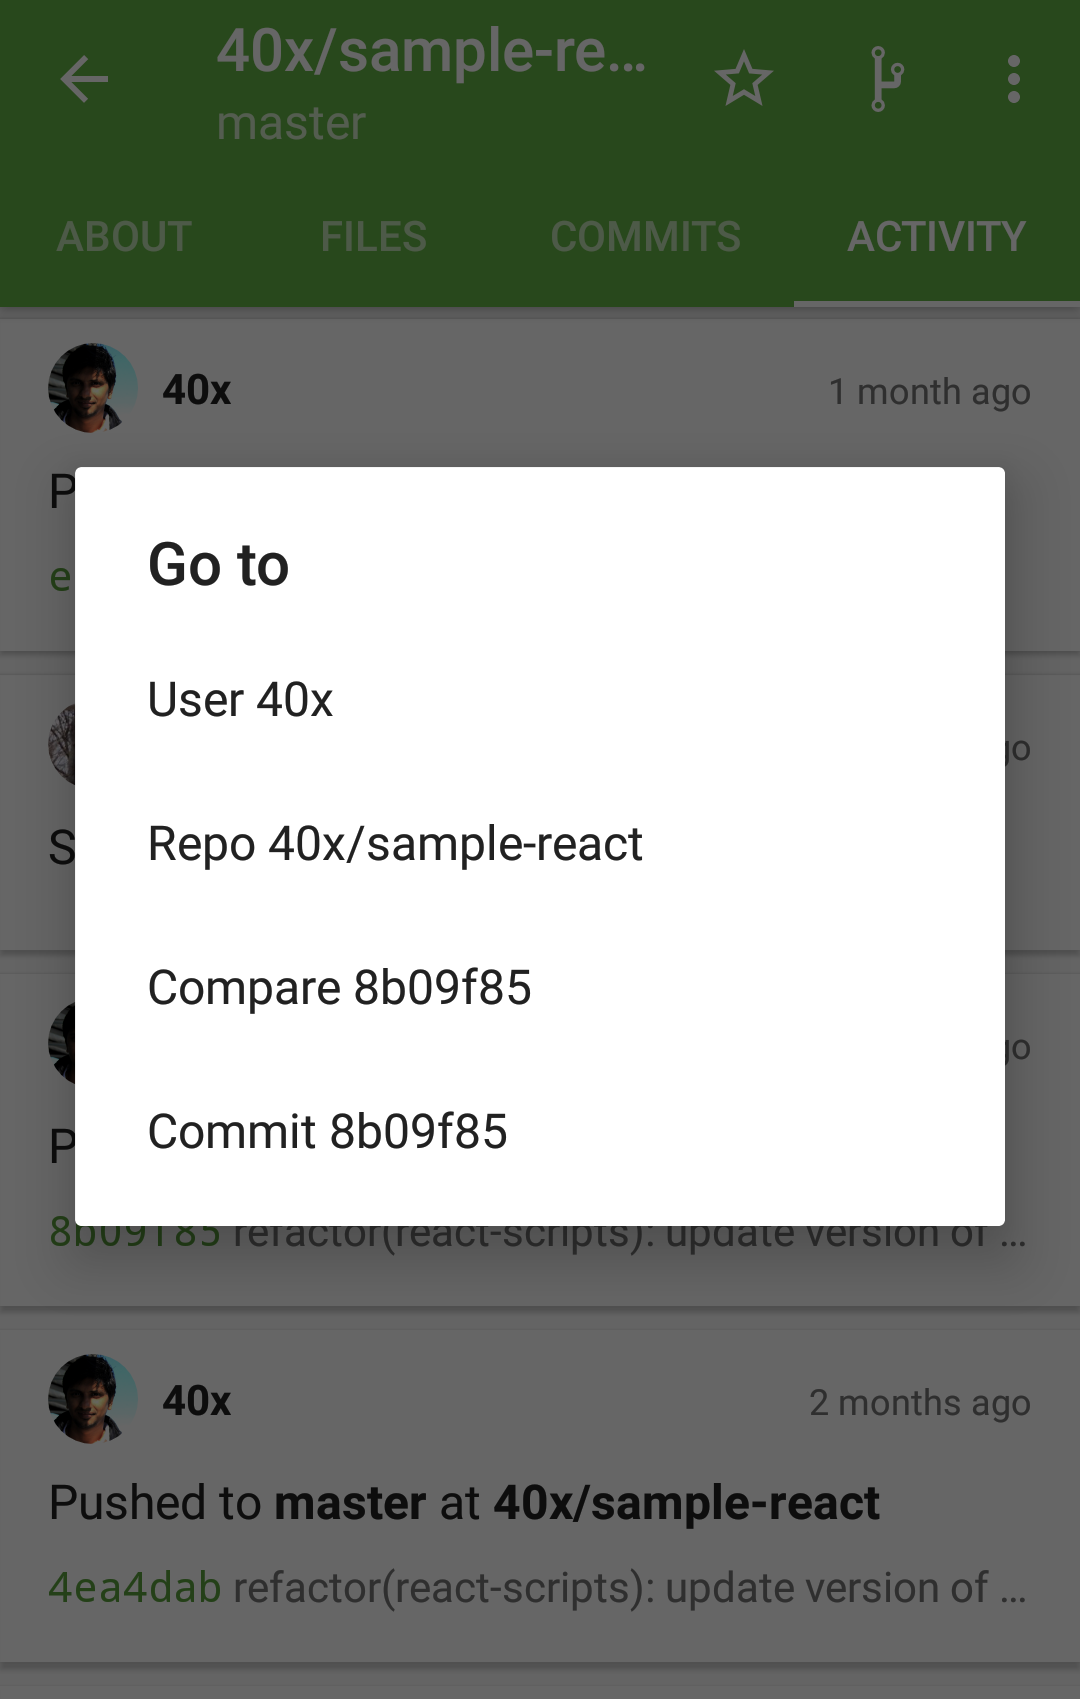 40x/sample-re...
master
ABOUT FILES COMMITS ACTIVITY
40x 1 month ago
Go to
User 40x
Repo 40x/sample-react
Compare 8b09f85
Commit 8b09f85
8b09f85 refactor(react-scripts): update version of ...
40x 2 months ago
Pushed to master at 40x/sample-react
4ea4dab refactor(react-scripts): update version of ...